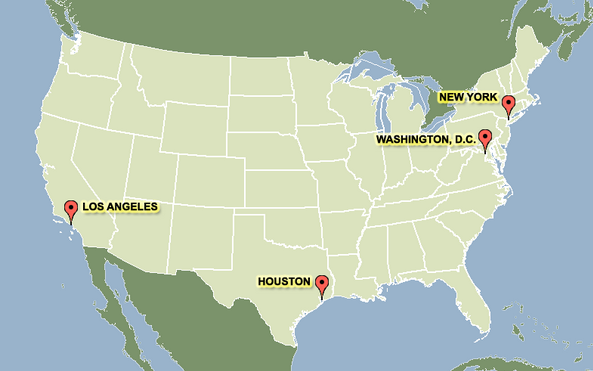 NEW YORK
WASHINGTON, D.C.
LOS ANGELES
HOUSTON